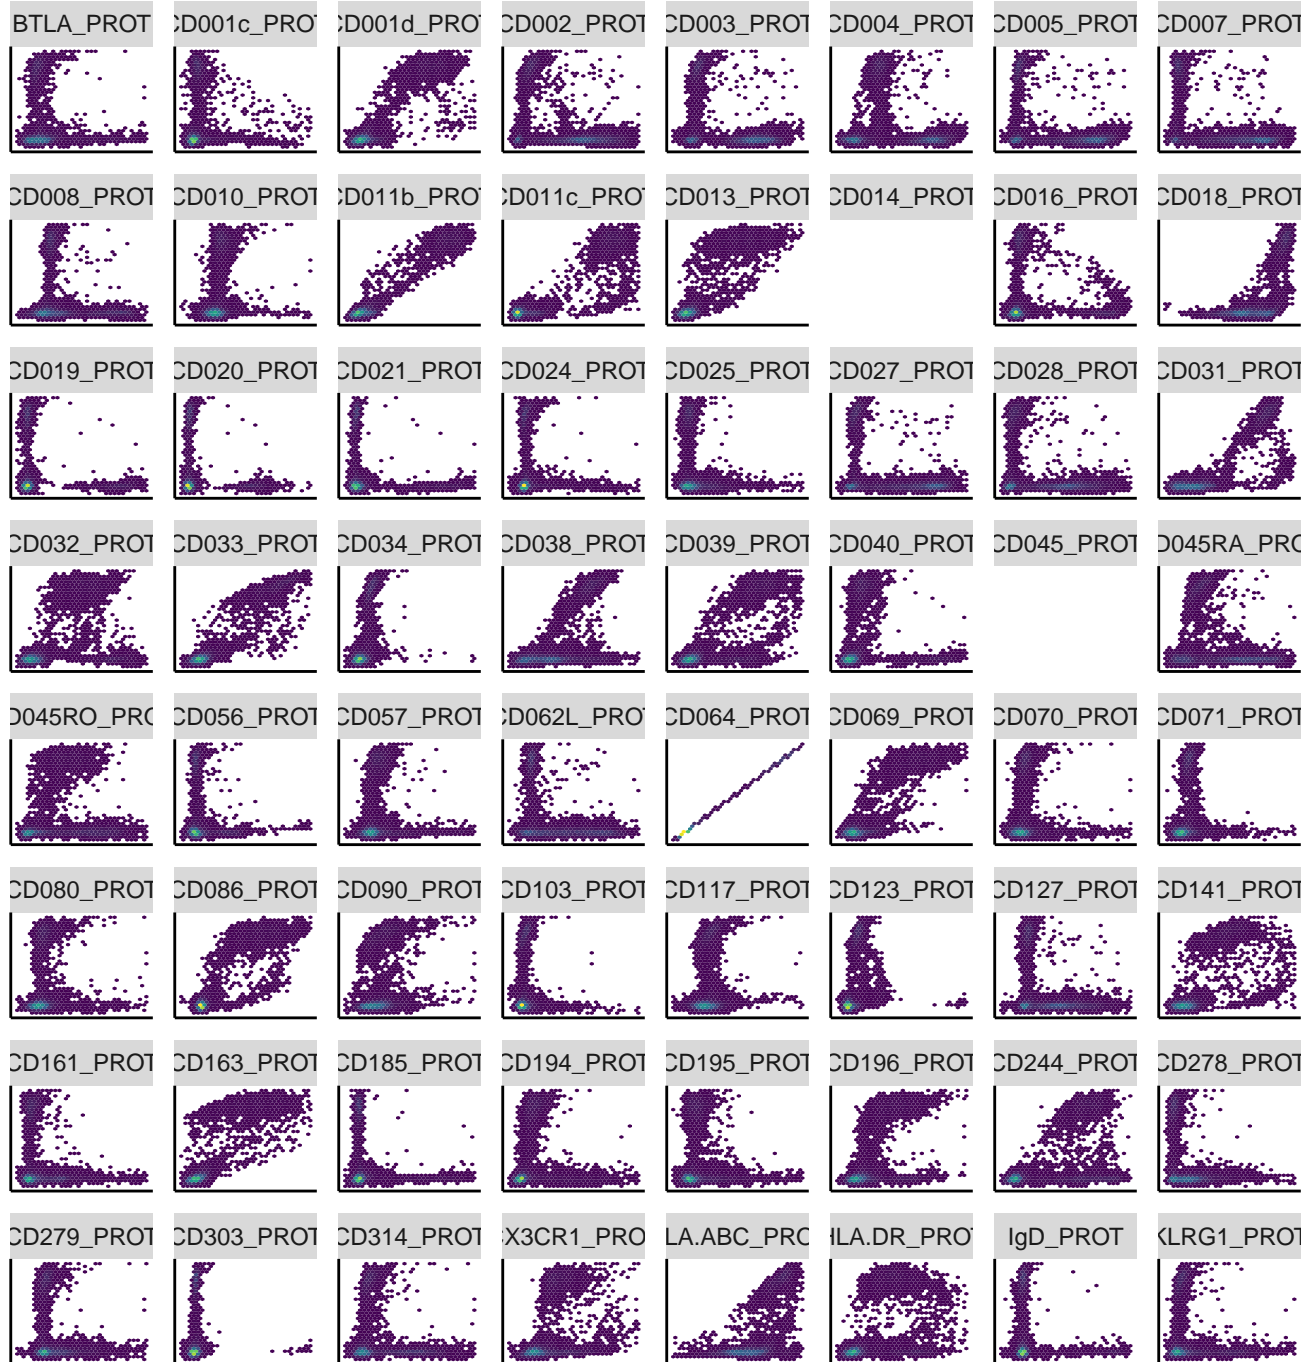 BTLA_PROT CD001c_PROT CD001d_PROT CD002_PROT CD003_PROT CD004_PROT CD005_PROT CD007_PROT
CD008_PROT CD010_PROT CD011b_PROT CD011c_PROT CD013_PROT CD014_PROT CD016_PROT CD018_PROT
CD019_PROT CD020_PROT CD021_PROT CD024_PROT CD025_PROT CD027_PROT CD028_PROT CD031_PROT
CD032_PROT CD033_PROT CD034_PROT CD038_PROT CD039_PROT CD040_PROT CD045_PROT D045RA_PRO
D045RO_PRO CD056_PROT CD057_PROT CD062L_PROT CD064_PROT CD069_PROT CD070_PROT CD071_PROT
CD080_PROT CD086_PROT CD090_PROT CD103_PROT CD117_PROT CD123_PROT CD127_PROT CD141_PROT
CD161_PROT CD163_PROT CD185_PROT CD194_PROT CD195_PROT CD196_PROT CD244_PROT CD278_PROT
CD279_PROT CD303_PROT CD314_PROT CX3CR1_PRO LA.ABC_PRO HLA.DR_PROT IgD_PROT KLRG1_PROT